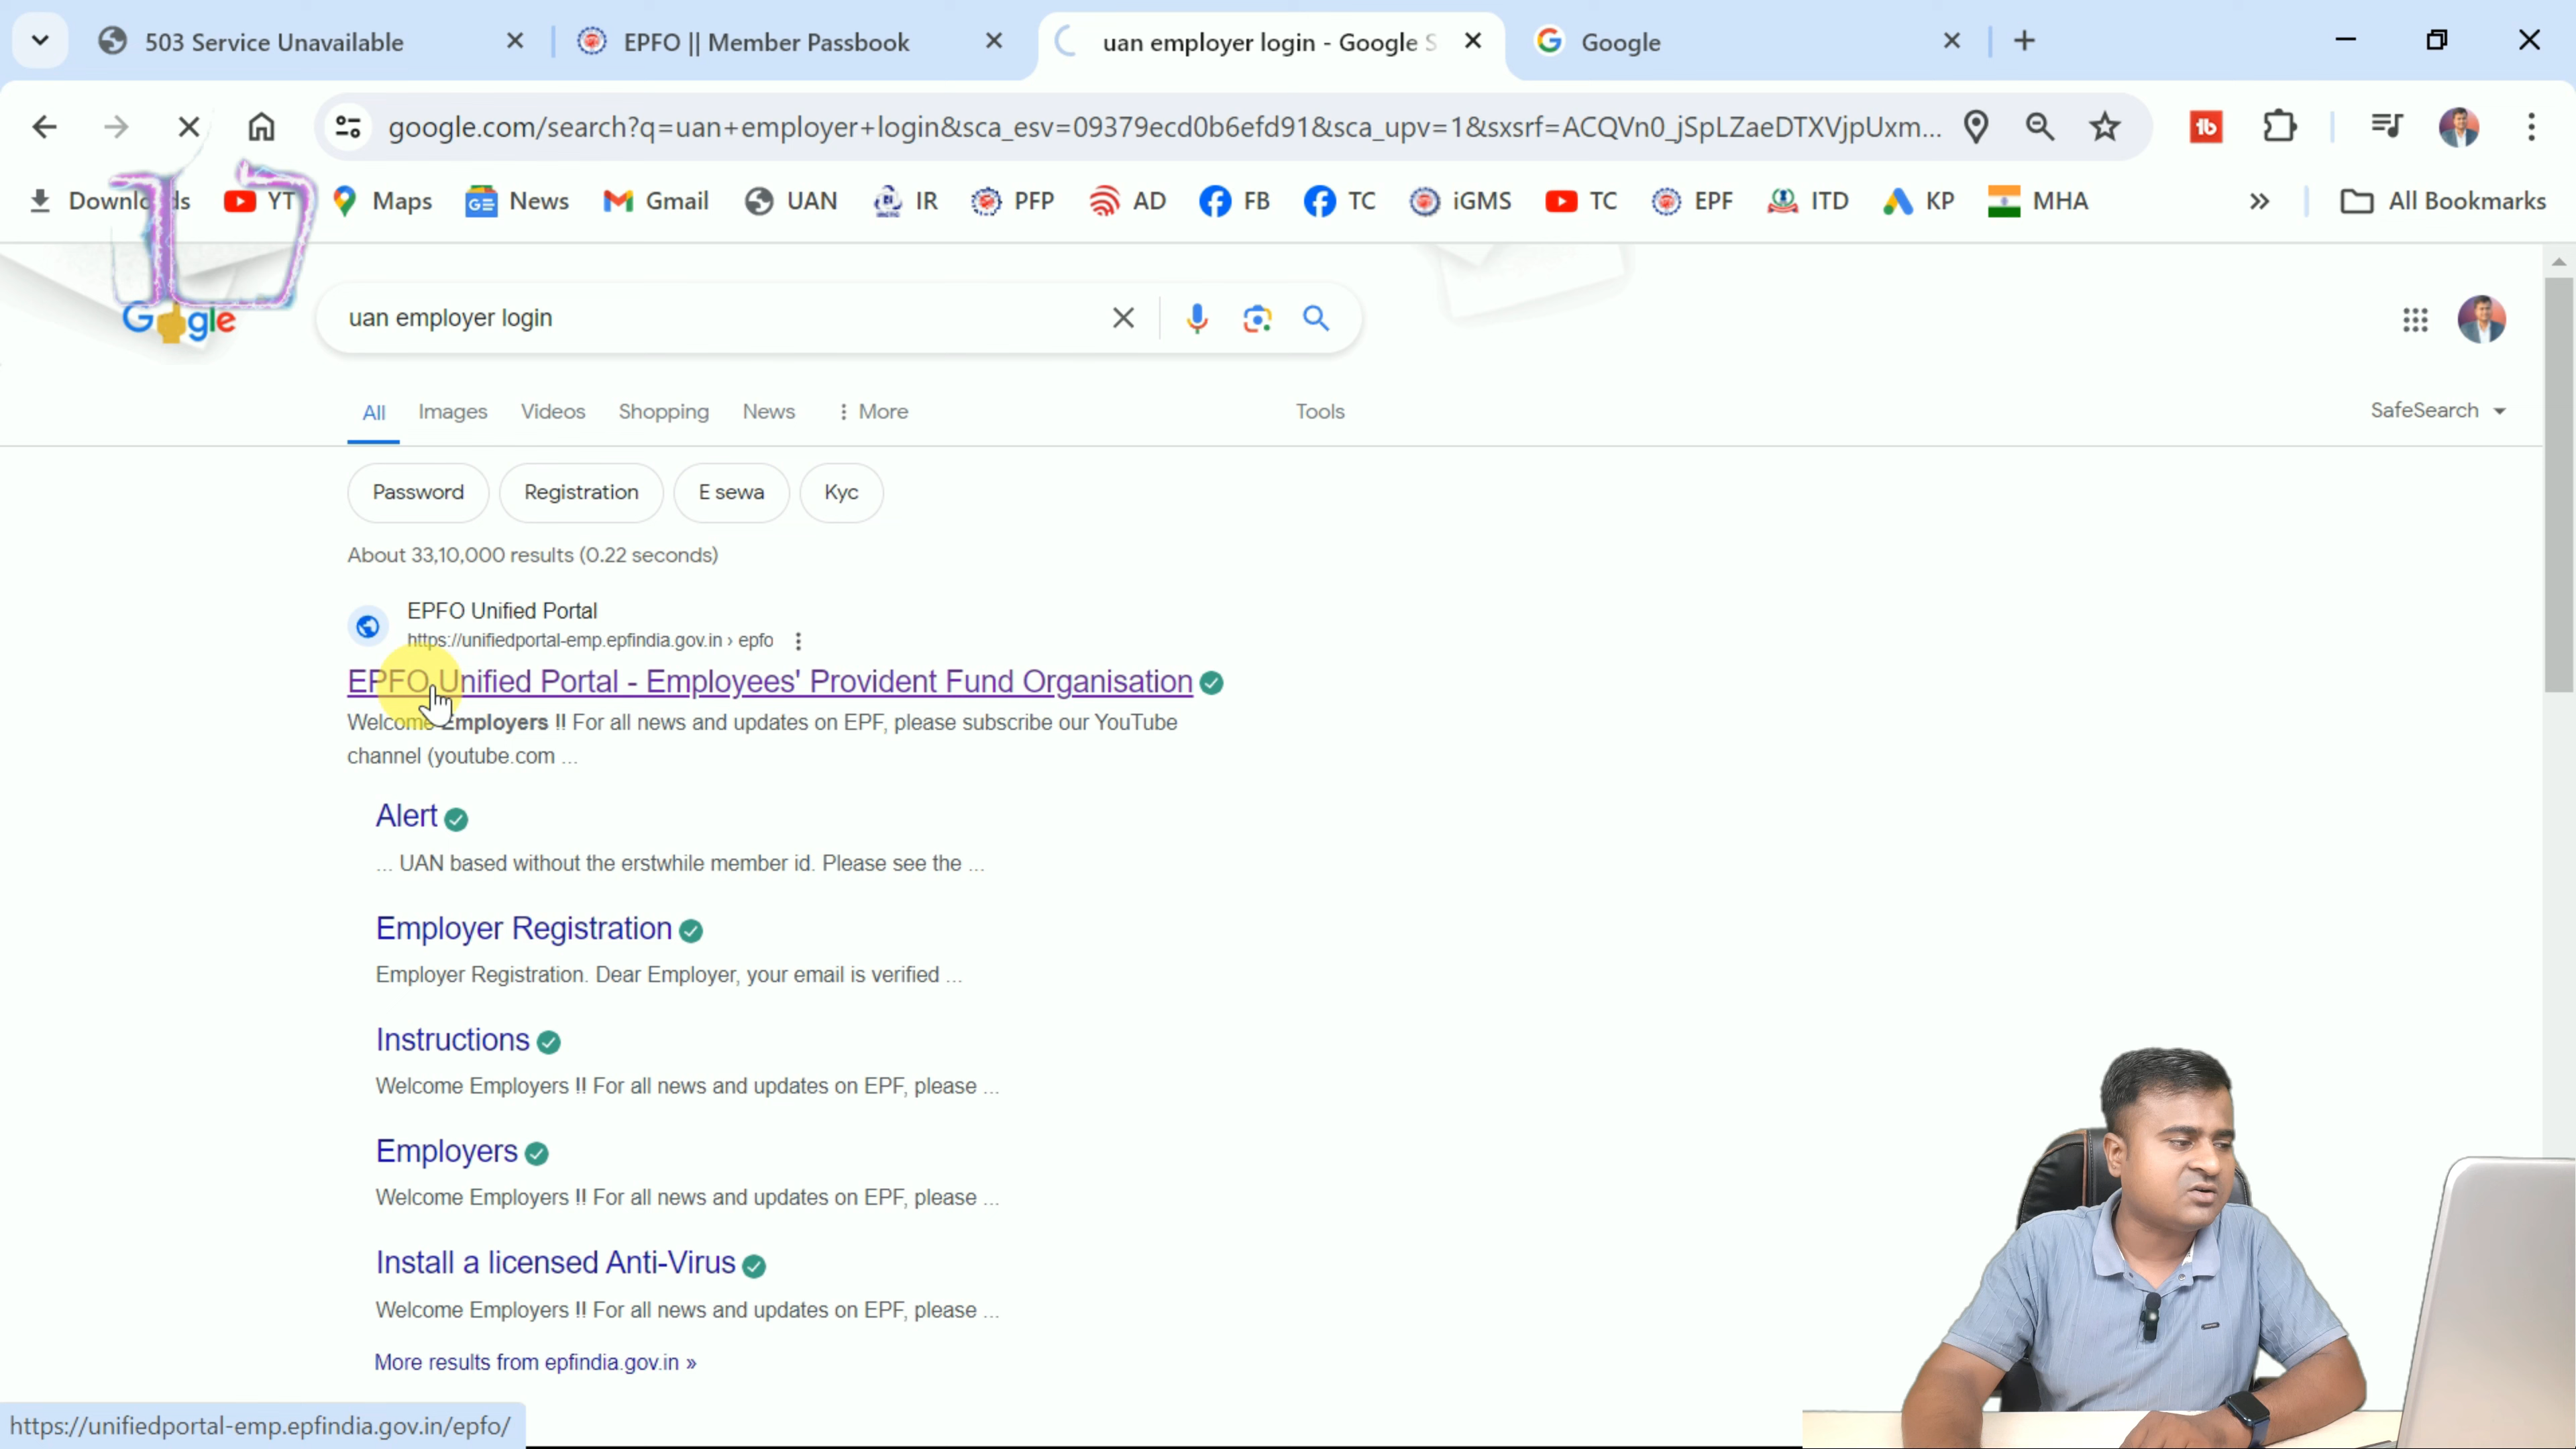 503 Service Unavailable
EPFO || Member Passbook
uan employer login - Google S
Google
google.com/search?q=uan+employer+login&sca_esv=09379ecd0b6efd91&sca_upv=1&sxsrf=ACQVn0_jSpLZaeDTXVjpUxm...
Downloads YT Maps News Gmail UAN IR PFP AD FB TC iGMS TC EPF ITD KP MHA » All Bookmarks
Google
uan employer login
All Images Videos Shopping News More Tools SafeSearch
Password Registration E sewa Kyc
About 33,10,000 results (0.22 seconds)
EPFO Unified Portal
https://unifiedportal-emp.epfindia.gov.in › epfo
EPFO Unified Portal - Employees' Provident Fund Organisation
Welcome Employers !! For all news and updates on EPF, please subscribe our YouTube
channel (youtube.com ...
Alert
... UAN based without the erstwhile member id. Please see the ...
Employer Registration
Employer Registration. Dear Employer, your email is verified ...
Instructions
Welcome Employers !! For all news and updates on EPF, please ...
Employers
Welcome Employers !! For all news and updates on EPF, please ...
Install a licensed Anti-Virus
Welcome Employers !! For all news and updates on EPF, please ...
More results from epfindia.gov.in »
https://unifiedportal-emp.epfindia.gov.in/epfo/